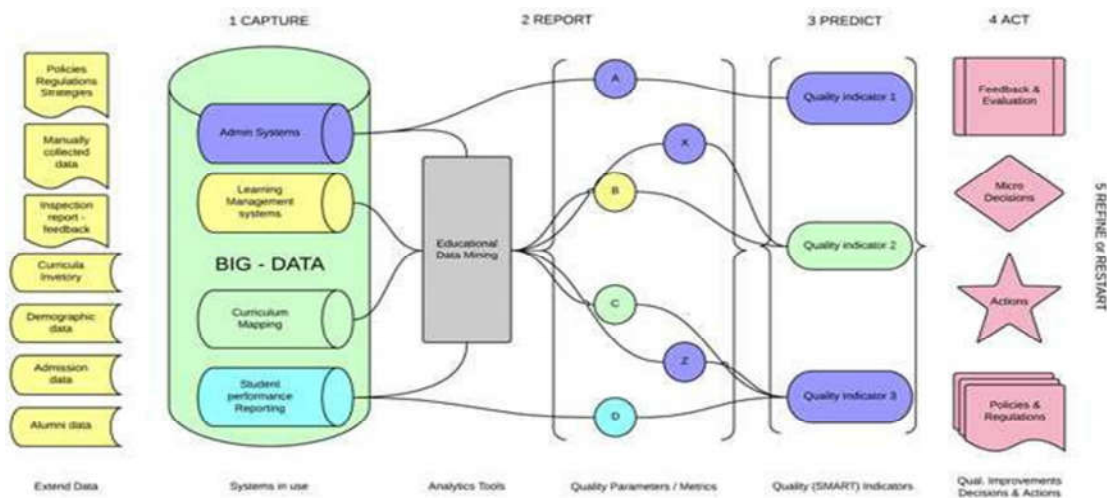 1 CAPTURE
2 REPORT
3 PREDICT
4 ACT
Policies
Regulations
Strategies
Manually
collected
data
Inspection
report -
feedback
Curricula
Invetory
Demographic
data
Admission
data
Alumni data
Admin Systems
Learning
Management
systems
BIG - DATA
Curriculum
Mapping
Student
performance
Reporting
Educational
Data Mining
A
X
B
C
Z
D
Quality indicator 1
Quality indicator 2
Quality indicator 3
Feedback &
Evaluation
Micro
Decisions
Actions
Policies &
Regulations
5 REFINE or RESTART
Extend Data
Systems in use
Analytics Tools
Quality Parameters / Metrics
Quality (SMART) Indicators
Qual. Improvements
Decisions & Actions